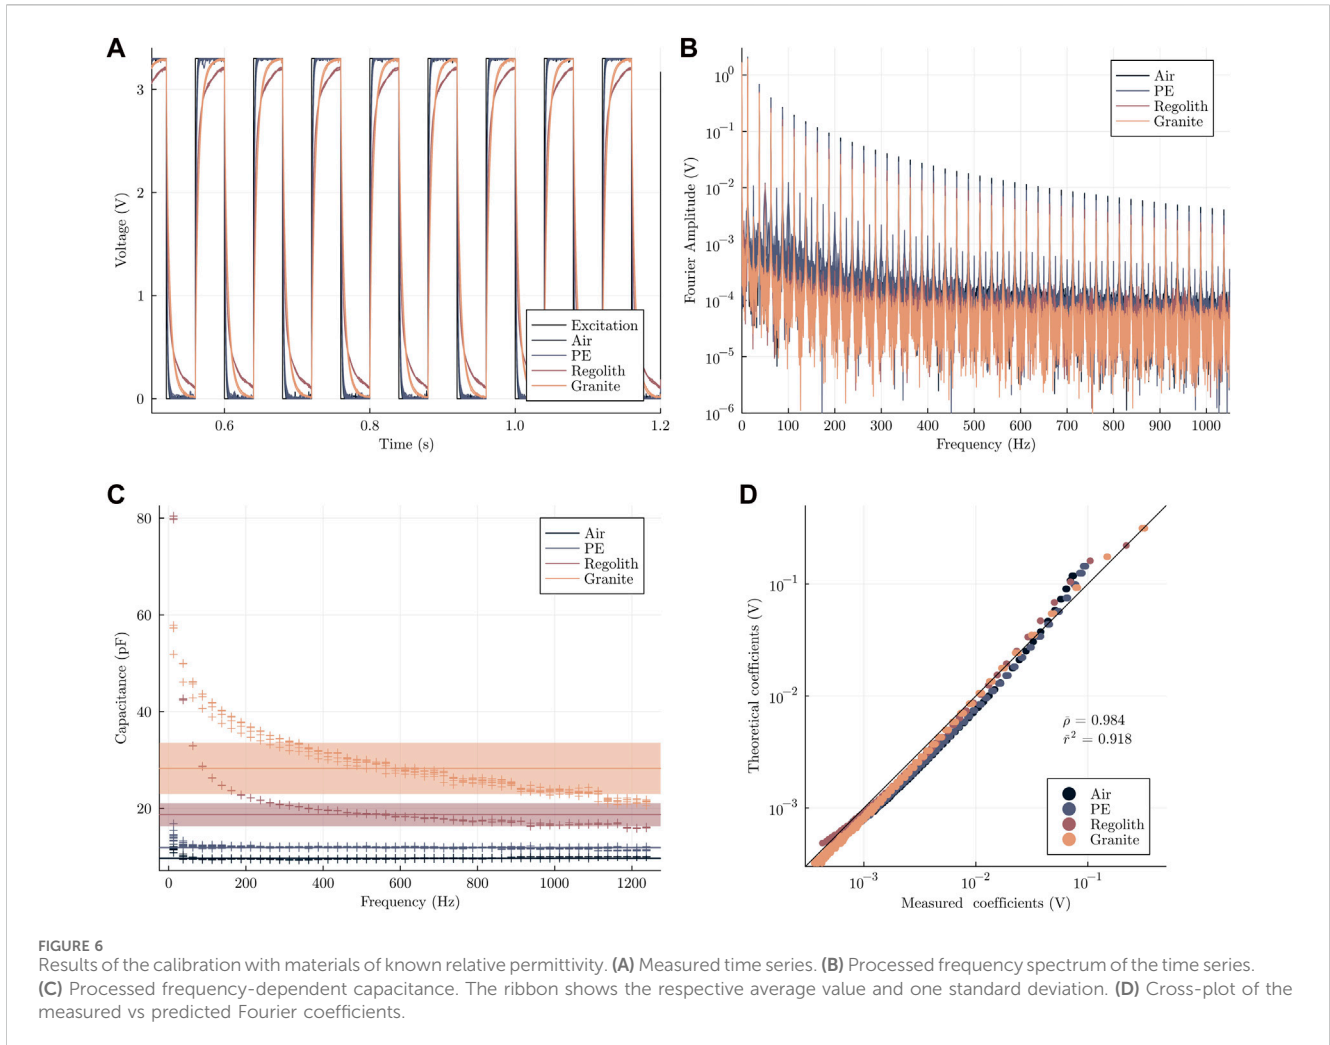 A
Voltage (V)
3
2
1
0
0.6
0.8
1.0
1.2
Time (s)
Excitation
Air
PE
Regolith
Granite
B
Fourier Amplitude (V)
10^0
10^−1
10^−2
10^−3
10^−4
10^−5
10^−6
0 100 200 300 400 500 600 700 800 900 1000
Frequency (Hz)
Air
PE
Regolith
Granite
C
Capacitance (pF)
80
60
40
20
0 200 400 600 800 1000 1200
Frequency (Hz)
Air
PE
Regolith
Granite
D
Theoretical coefficients (V)
10^−1
10^−2
10^−3
10^−3 10^−2 10^−1
Measured coefficients (V)
ρ̄ = 0.984
r̄² = 0.918
Air
PE
Regolith
Granite
FIGURE 6
Results of the calibration with materials of known relative permittivity. (A) Measured time series. (B) Processed frequency spectrum of the time series.
(C) Processed frequency-dependent capacitance. The ribbon shows the respective average value and one standard deviation. (D) Cross-plot of the
measured vs predicted Fourier coefficients.